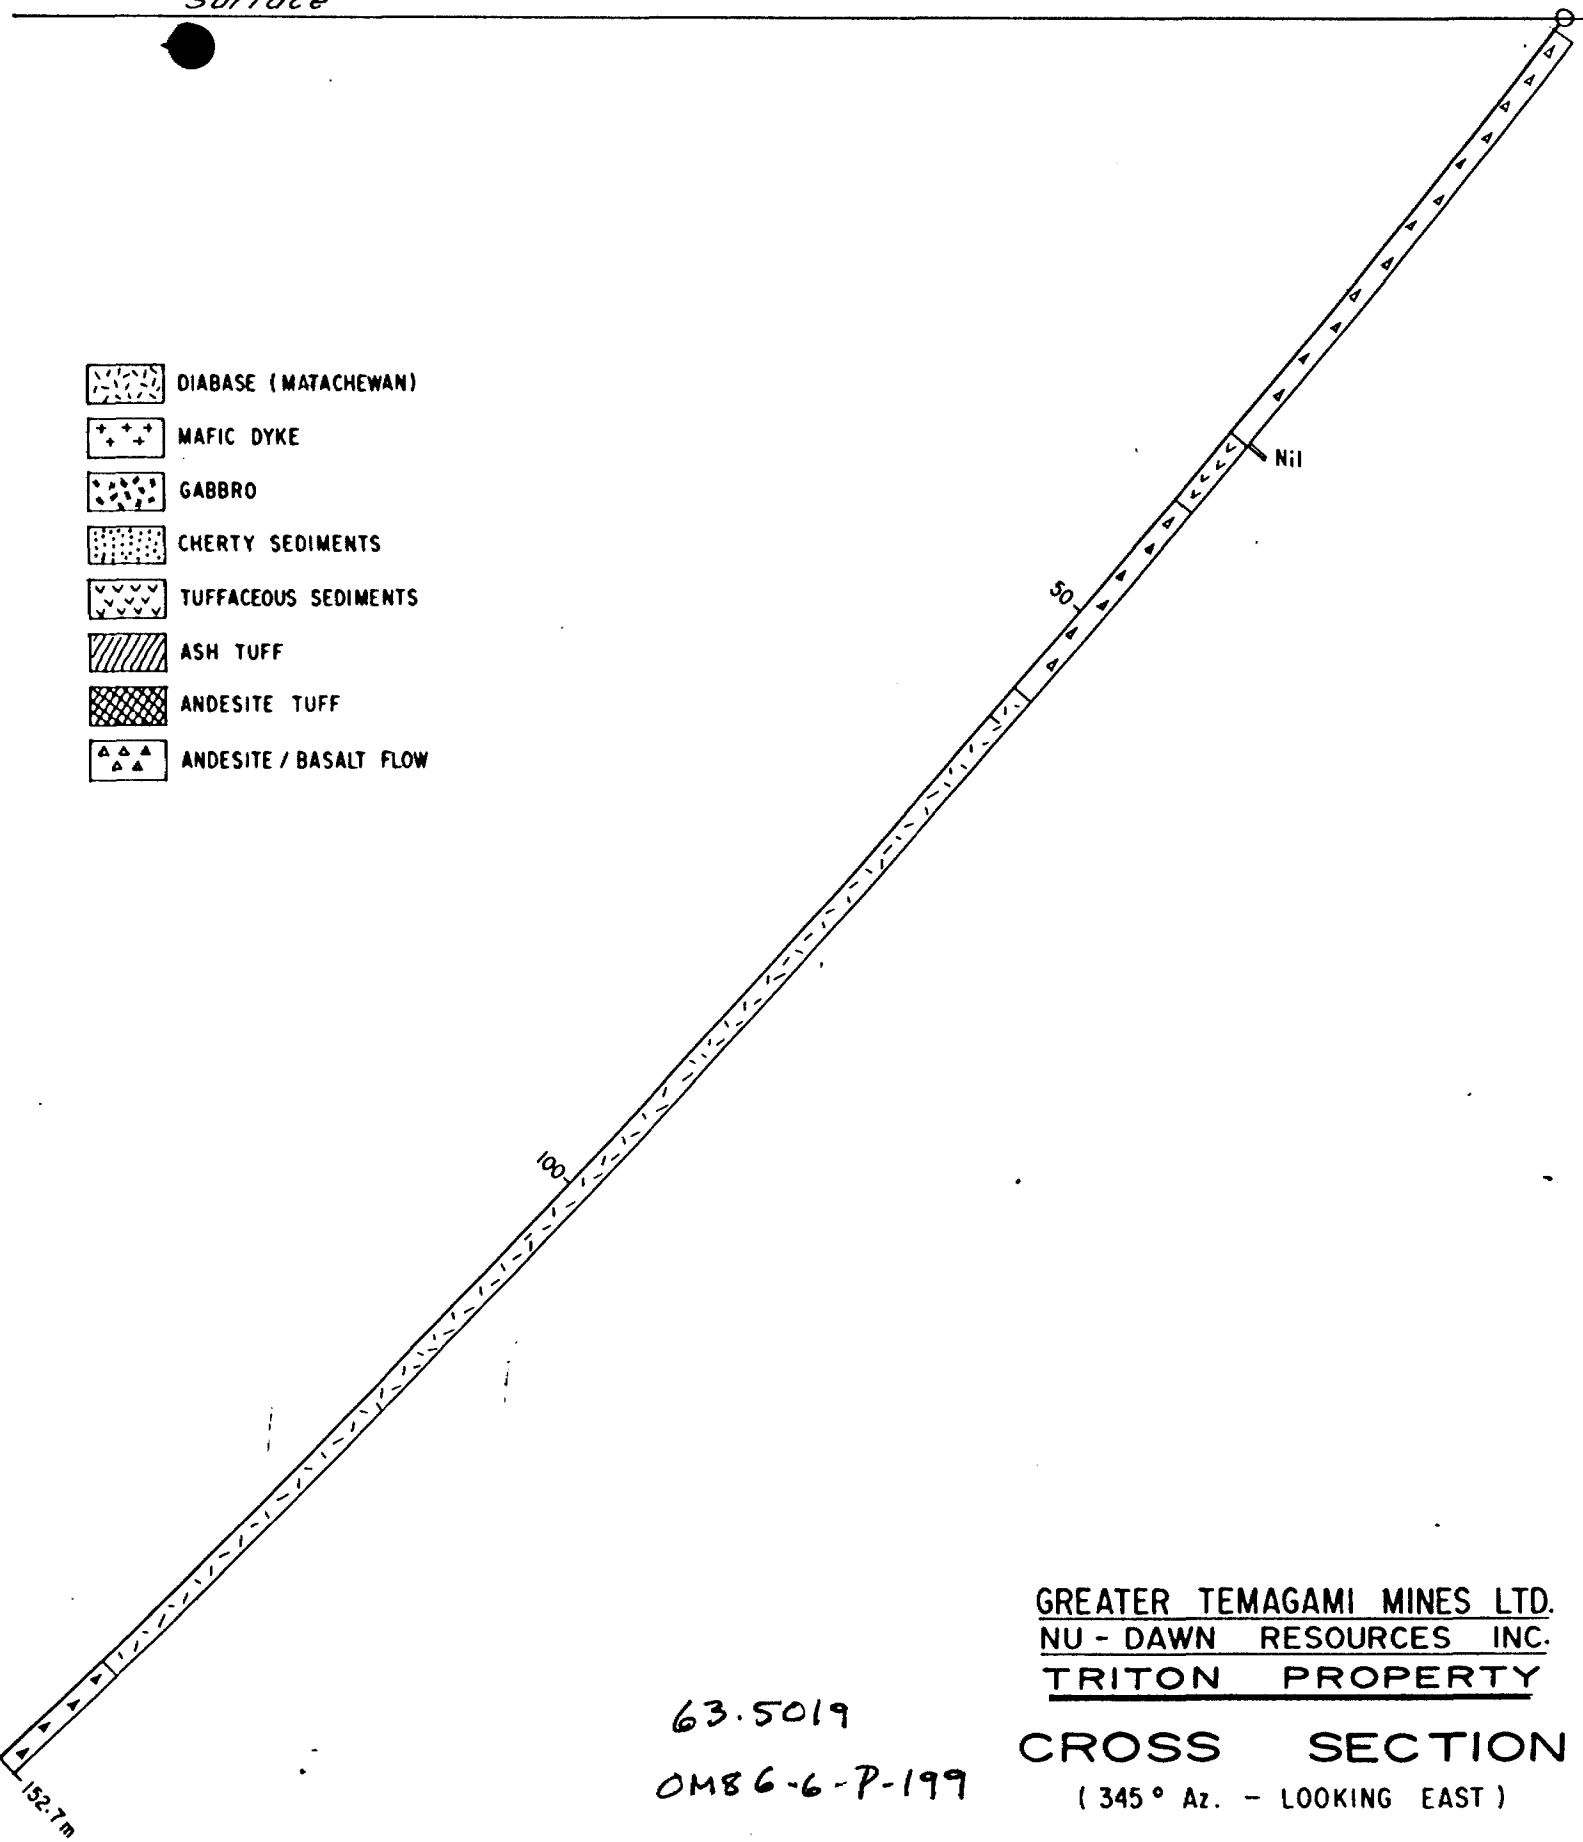 Surface
DIABASE (MATACHEWAN)
MAFIC DYKE
GABBRO
CHERTY SEDIMENTS
TUFFACEOUS SEDIMENTS
ASH TUFF
ANDESITE TUFF
ANDESITE / BASALT FLOW
Nil
50
100
152.7m
63.5019
OM86-6-P-199
GREATER TEMAGAMI MINES LTD.
NU - DAWN RESOURCES INC.
TRITON PROPERTY
CROSS SECTION
( 345° Az. - LOOKING EAST )